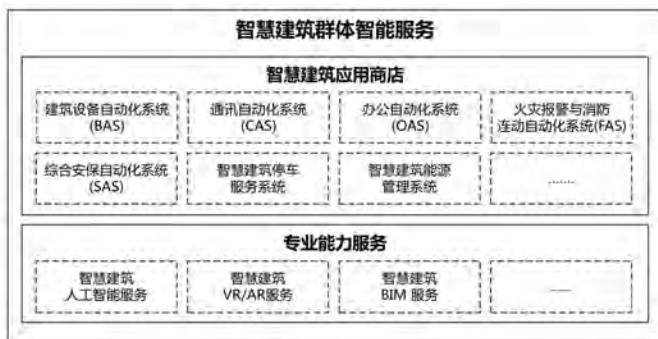 智慧建筑群体智能服务
智慧建筑应用商店
建筑设备自动化系统
(BAS)
通讯自动化系统
(CAS)
办公自动化系统
(OAS)
火灾报警与消防
连动自动化系统(FAS)
综合安保自动化系统
(SAS)
智慧建筑停车
服务系统
智慧建筑能源
管理系统
......
专业能力服务
智慧建筑
人工智能服务
智慧建筑
VR/AR服务
智慧建筑
BIM 服务
......